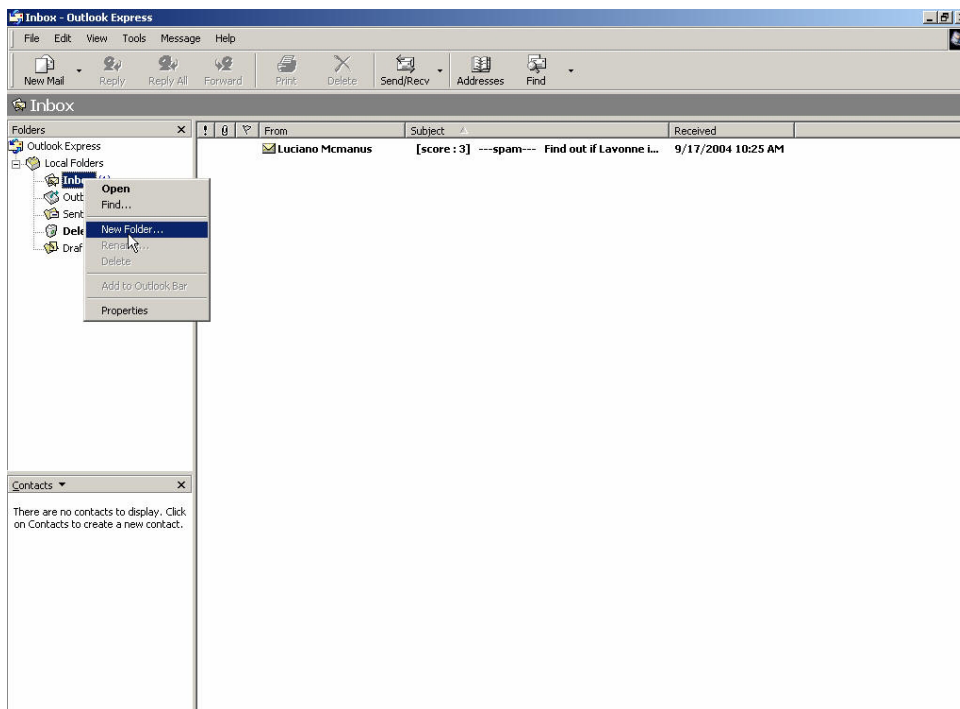 Inbox - Outlook Express
File Edit View Tools Message Help
New Mail Reply Reply All Forward Print Delete Send/Recv Addresses Find
Inbox
Folders
! From Subject Received
Outlook Express
Luciano Mcmanus [score : 3] ---spam--- Find out if Lavonne i... 9/17/2004 10:25 AM
Local Folders
Open
Find...
New Folder...
Delete
Add to Outlook Bar
Properties
Contacts
There are no contacts to display. Click
on Contacts to create a new contact.